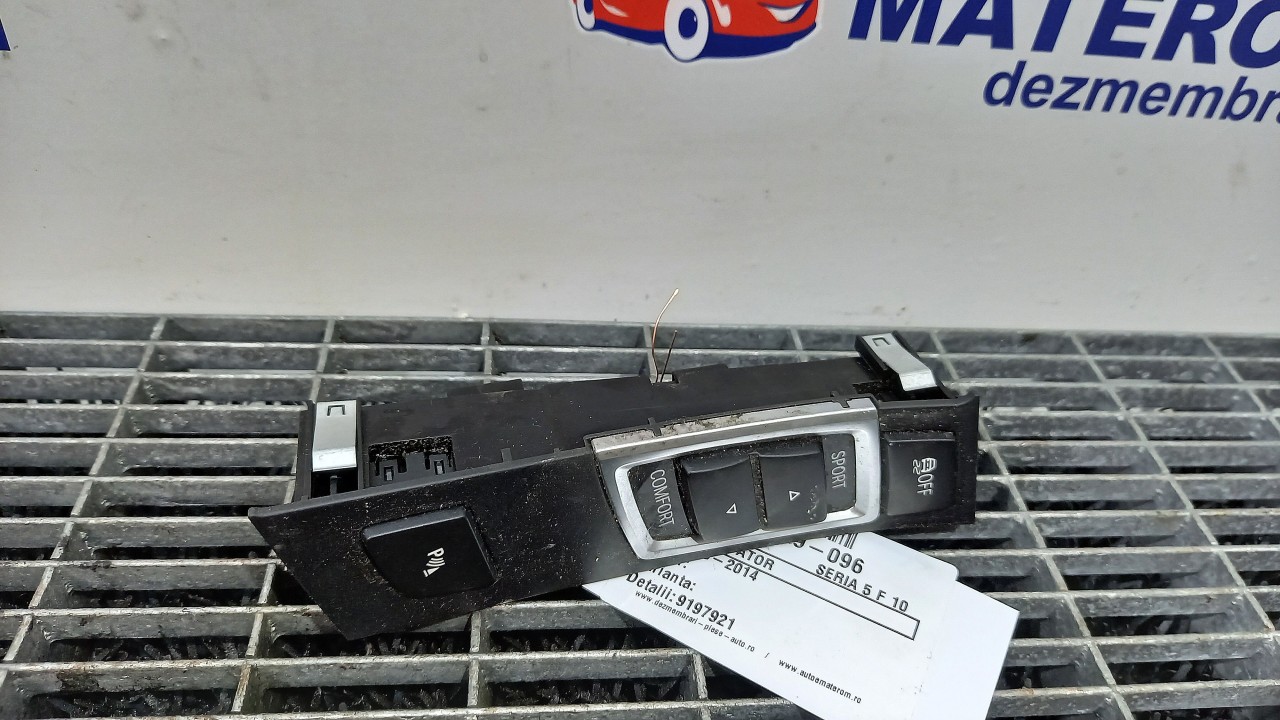 MATERO
dezmembra
COMFORT
SPORT
OFF
P
-096
SERIA 5 F 10
-2014
Detalii: 9197921
www.dezmembrari-piese-auto.ro / www.autoematerom.ro